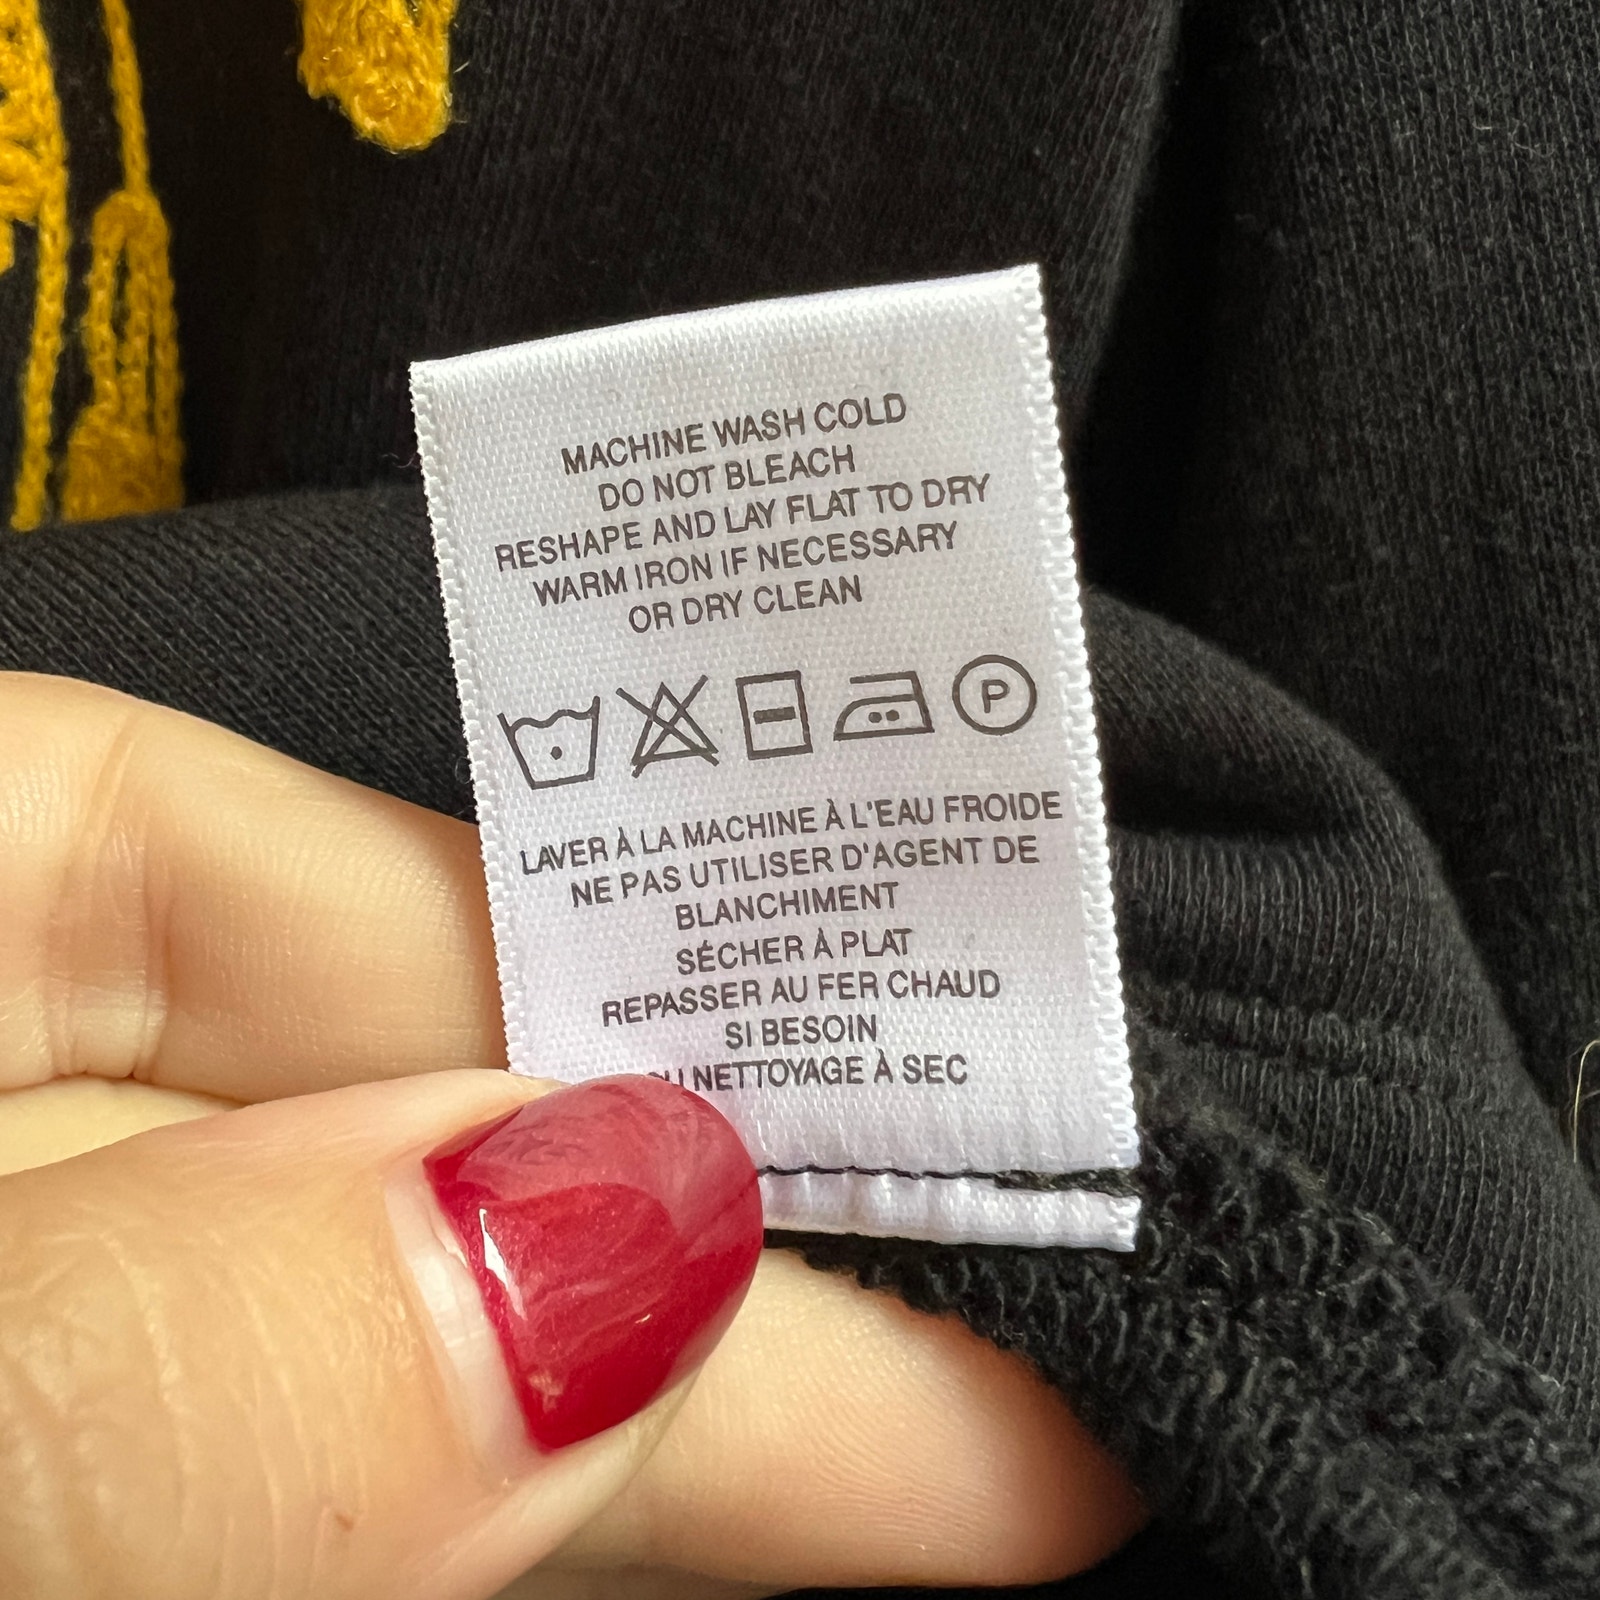 MACHINE WASH COLD
DO NOT BLEACH
RESHAPE AND LAY FLAT TO DRY
WARM IRON IF NECESSARY
OR DRY CLEAN
P
LAVER À LA MACHINE À L'EAU FROIDE
NE PAS UTILISER D'AGENT DE
BLANCHIMENT
SÉCHER À PLAT
REPASSER AU FER CHAUD
SI BESOIN
NETTOYAGE À SEC